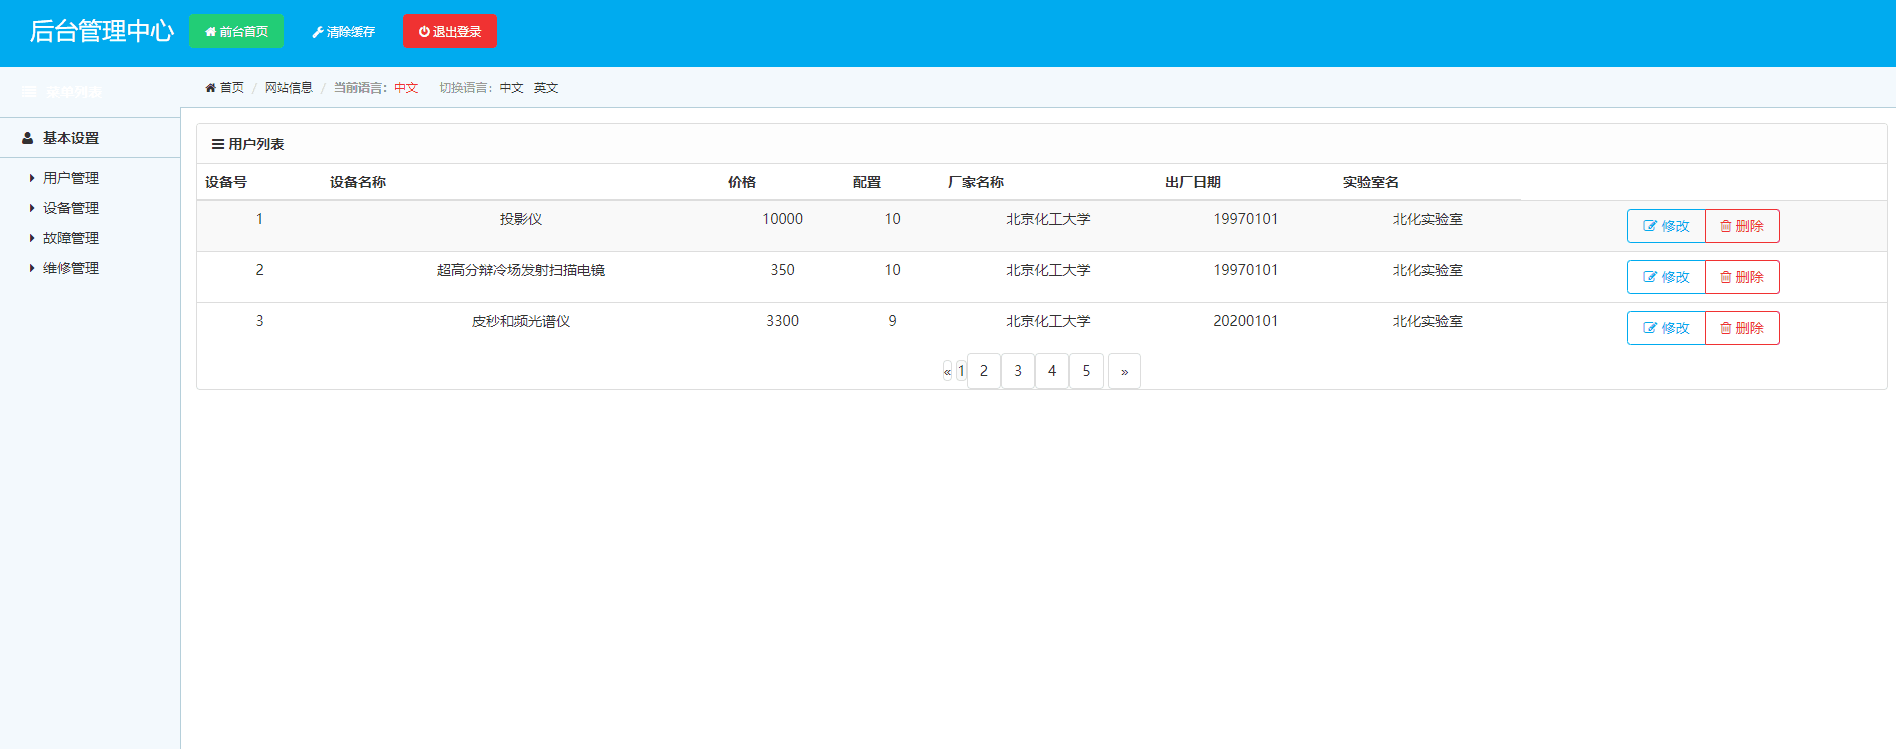 后台管理中心 前台首页 清除缓存 退出登录
菜单列表 首页 / 网站信息 / 当前语言：中文 切换语言：中文 英文
基本设置
用户管理
设备管理
故障管理
维修管理
用户列表
设备号 设备名称 价格 配置 厂家名称 出厂日期 实验室名
1 投影仪 10000 10 北京化工大学 19970101 北化实验室 修改 删除
2 超高分辩冷场发射扫描电镜 350 10 北京化工大学 19970101 北化实验室 修改 删除
3 皮秒和频光谱仪 3300 9 北京化工大学 20200101 北化实验室 修改 删除
« 1 2 3 4 5 »